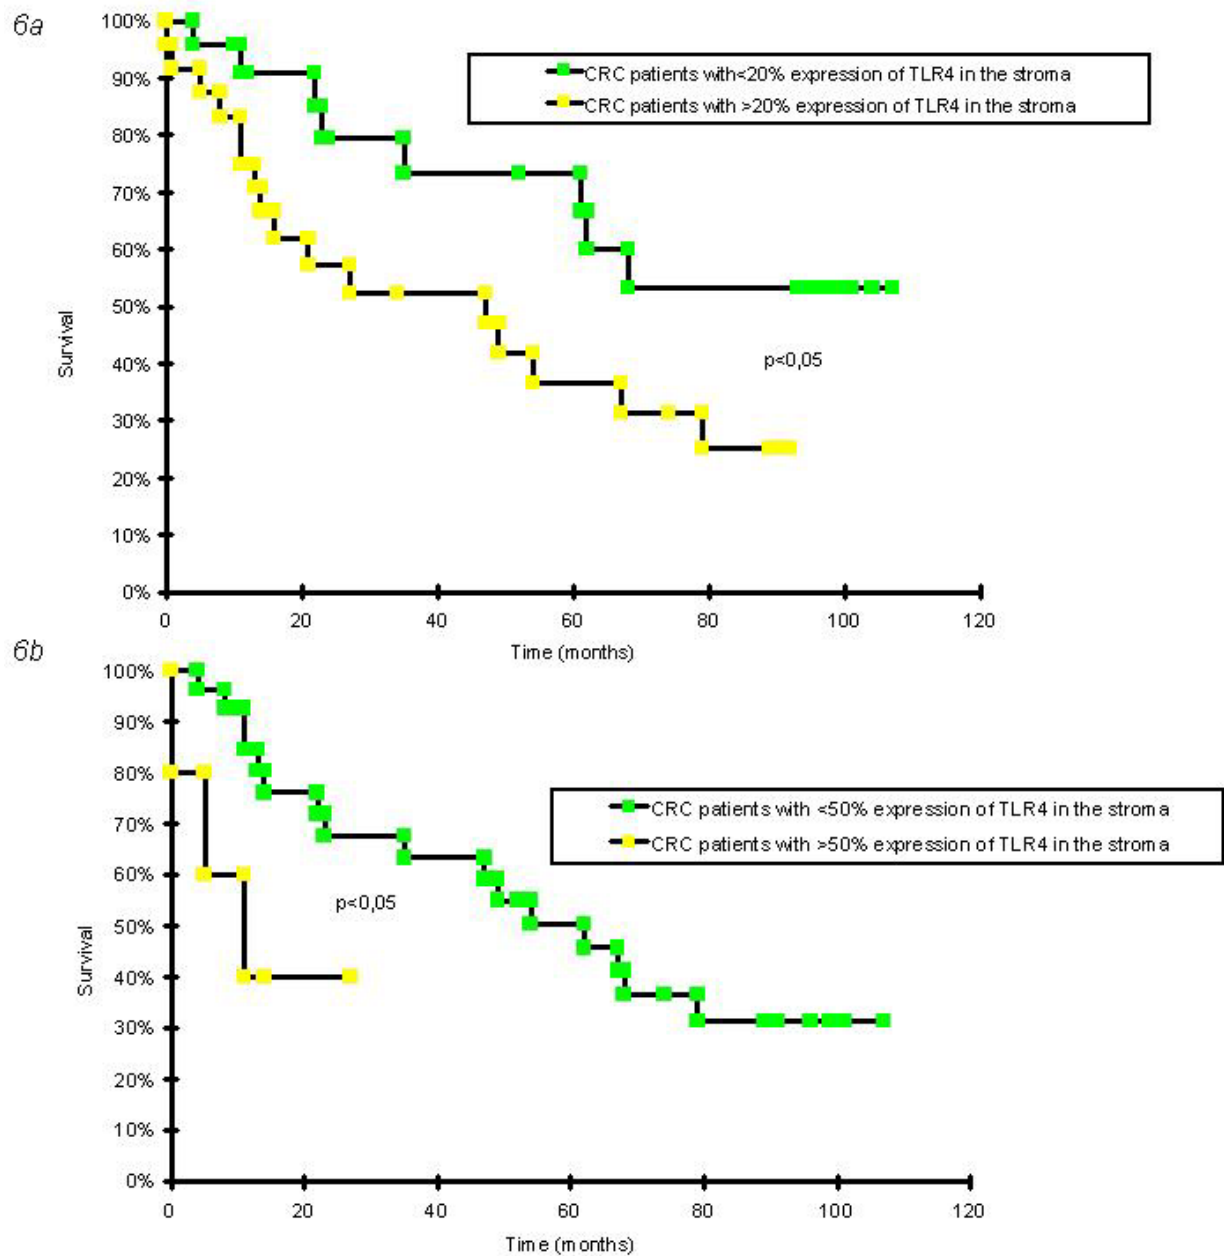 6a
100%
90%
80%
70%
60%
50%
40%
30%
20%
10%
0%
Survival
CRC patients with<20% expression of TLR4 in the stroma
CRC patients with >20% expression of TLR4 in the stroma
p<0,05
0 20 40 60 80 100 120
Time (months)
6b
100%
90%
80%
70%
60%
50%
40%
30%
20%
10%
0%
Survival
CRC patients with <50% expression of TLR4 in the stroma
CRC patients with >50% expression of TLR4 in the stroma
p<0,05
0 20 40 60 80 100 120
Time (months)